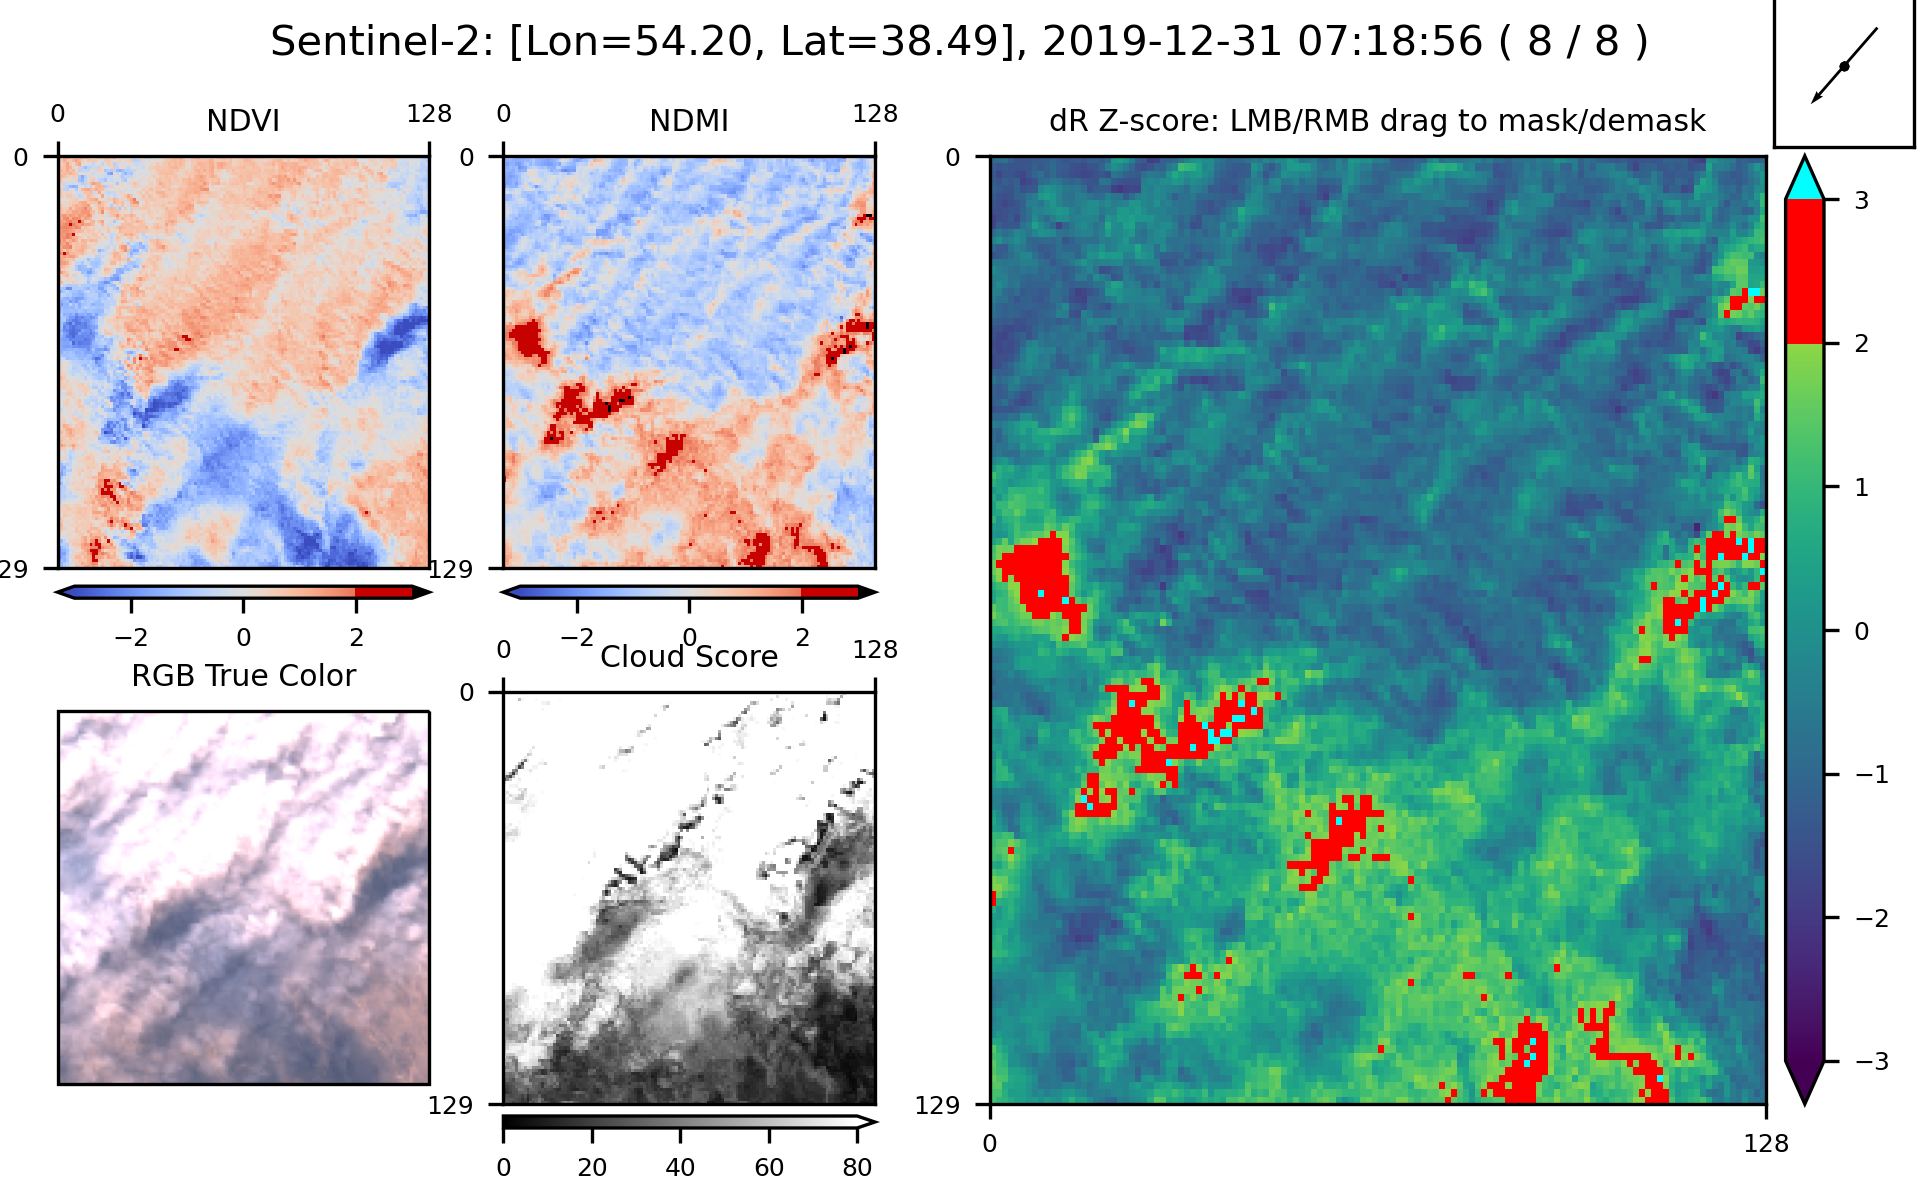 Sentinel-2: [Lon=54.20, Lat=38.49], 2019-12-31 07:18:56 ( 8 / 8 )
NDVI
0 128
0
29
−2 0 2
NDMI
0 128
0
129
−2 0 2
RGB True Color
Cloud Score
0 128
0
129
0 20 40 60 80
dR Z-score: LMB/RMB drag to mask/demask
0
129
0 128
3
2
1
0
−1
−2
−3